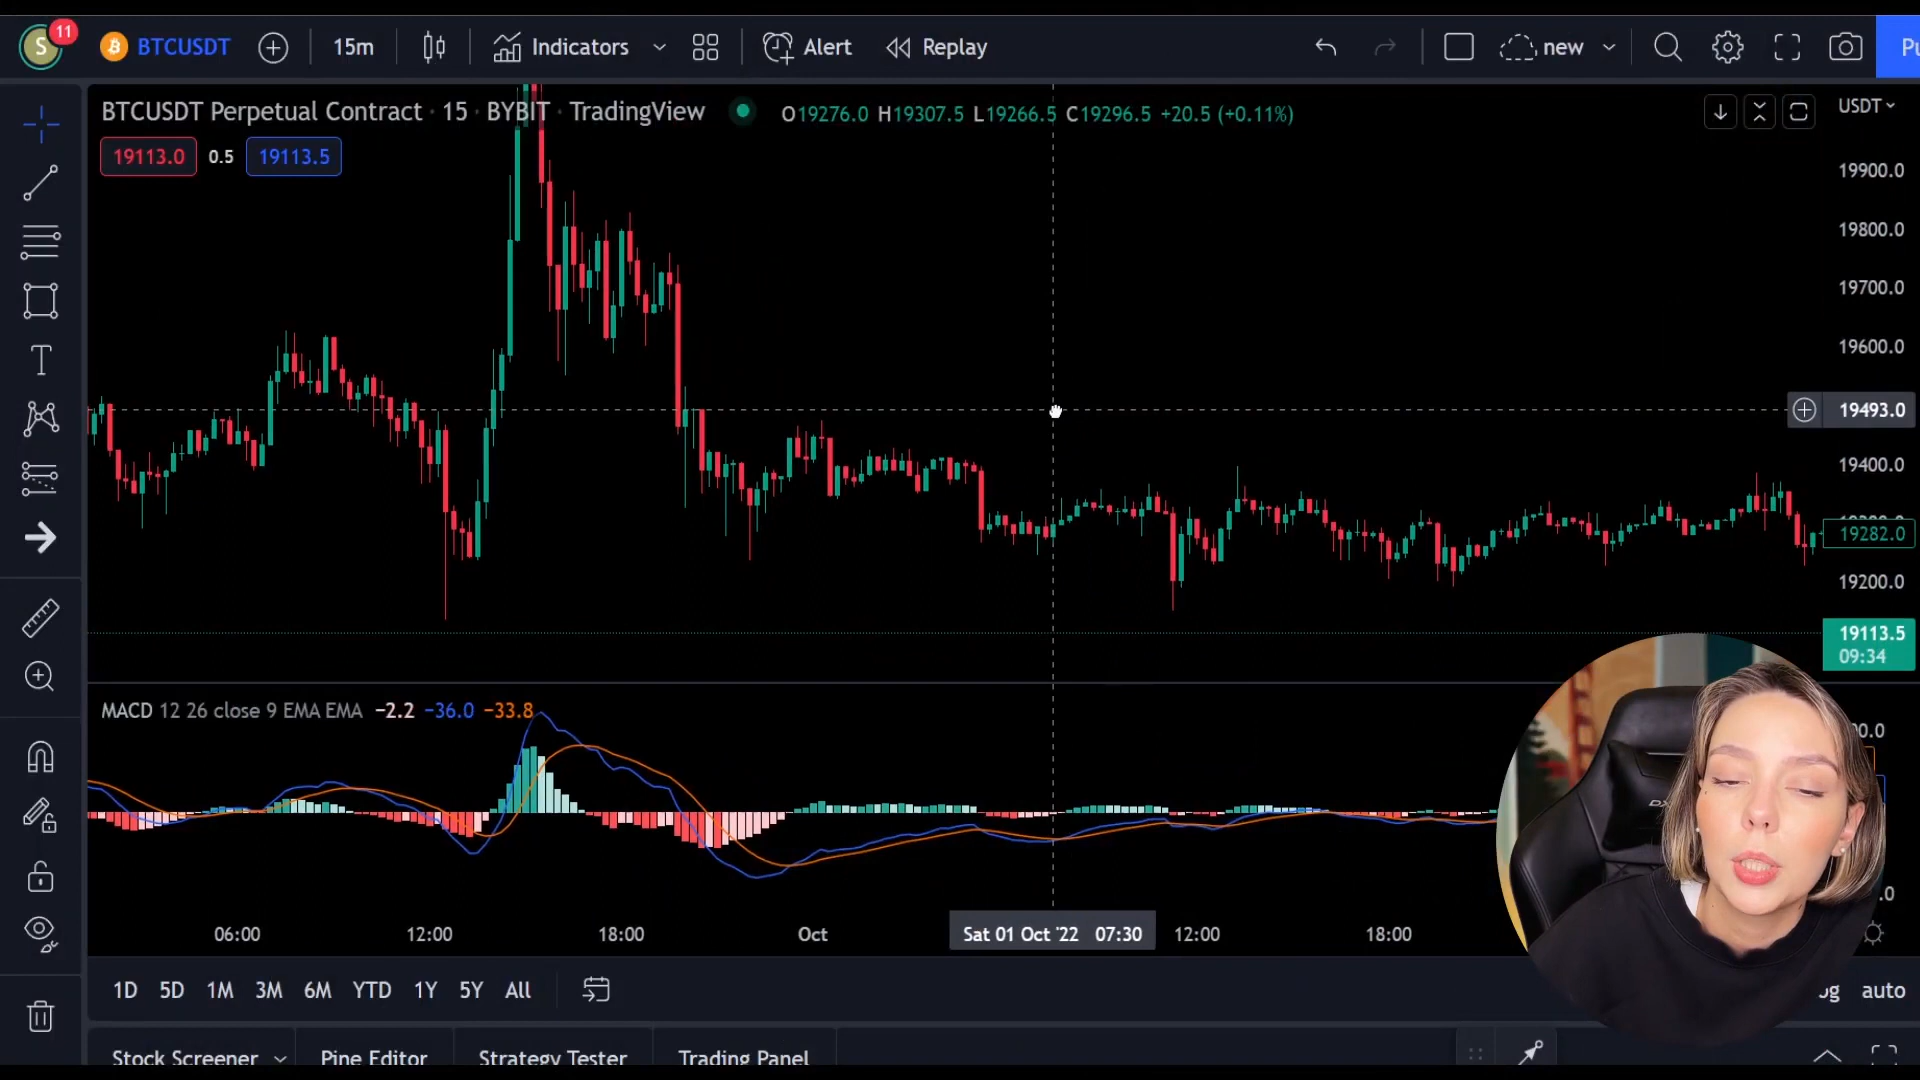 S 11 BTCUSDT 15m Indicators Alert Replay new Pu
BTCUSDT Perpetual Contract · 15 · BYBIT · TradingView O19276.0 H19307.5 L19266.5 C19296.5 +20.5 (+0.11%) USDT
19113.0 0.5 19113.5
19900.0
19800.0
19700.0
19600.0
19493.0
19400.0
19282.0
19200.0
19113.5
09:34
MACD 12 26 close 9 EMA EMA −2.2 −36.0 −33.8
06:00 12:00 18:00 Oct Sat 01 Oct '22 07:30 12:00 18:00
1D 5D 1M 3M 6M YTD 1Y 5Y All auto
Stock Screener Pine Editor Strategy Tester Trading Panel